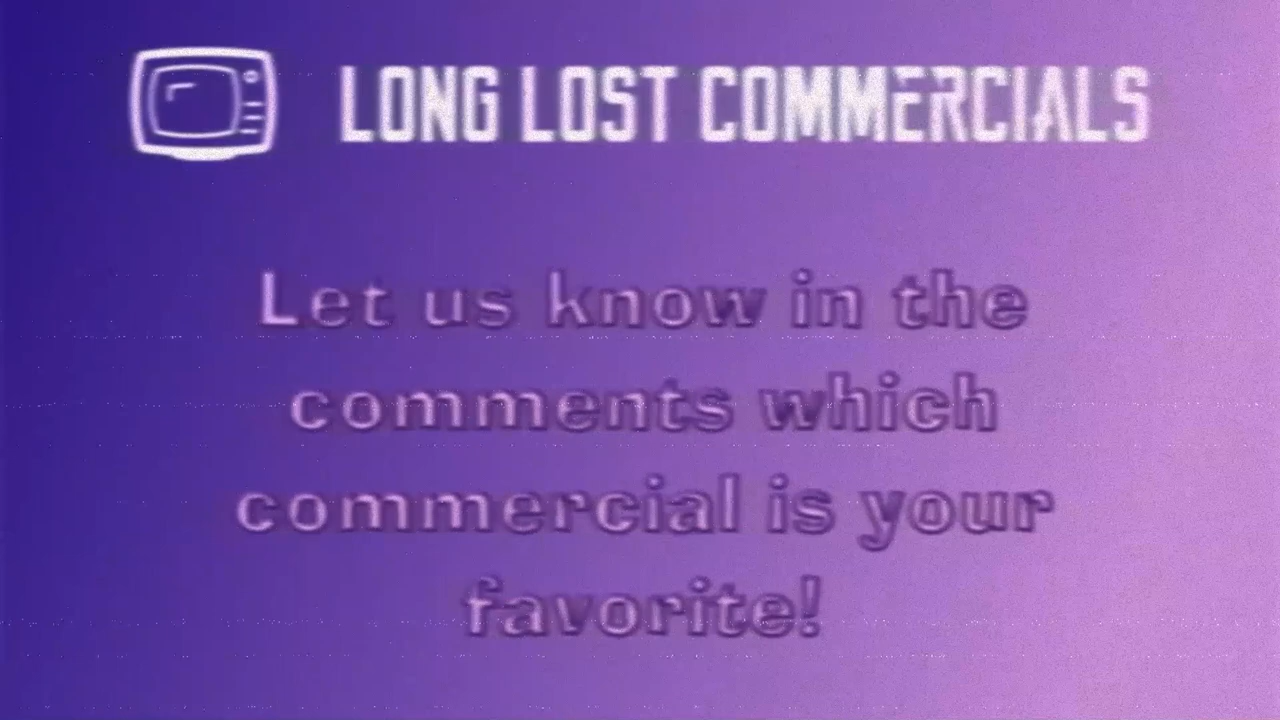 LONG LOST COMMERCIALS
Let us know in the
comments which
commercial is your
favorite!